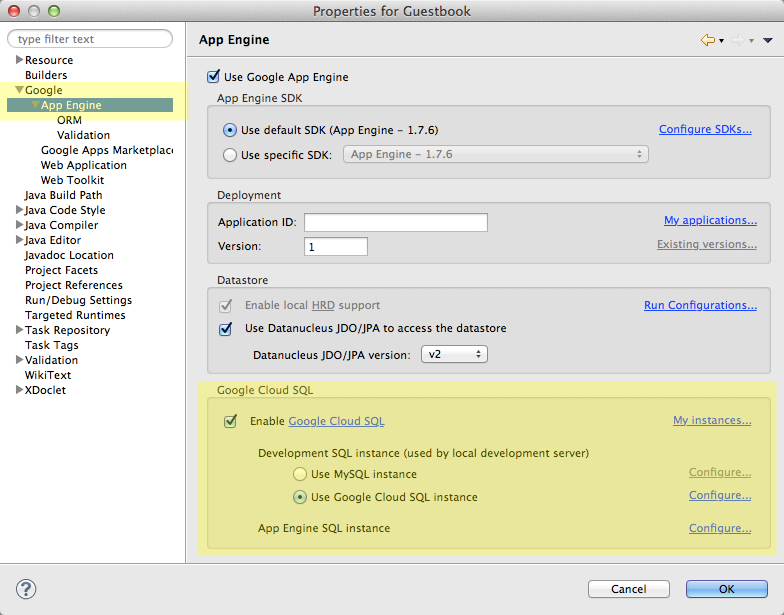 Properties for Guestbook
type filter text
Resource
Builders
Google
App Engine
ORM
Validation
Google Apps Marketplace
Web Application
Web Toolkit
Java Build Path
Java Code Style
Java Compiler
Java Editor
Javadoc Location
Project Facets
Project References
Run/Debug Settings
Targeted Runtimes
Task Repository
Task Tags
Validation
WikiText
XDoclet
App Engine
Use Google App Engine
App Engine SDK
Use default SDK (App Engine - 1.7.6) Configure SDKs...
Use specific SDK: App Engine - 1.7.6
Deployment
Application ID: My applications...
Version: 1 Existing versions...
Datastore
Enable local HRD support Run Configurations...
Use Datanucleus JDO/JPA to access the datastore
Datanucleus JDO/JPA version: v2
Google Cloud SQL
Enable Google Cloud SQL My instances...
Development SQL instance (used by local development server)
Use MySQL instance Configure...
Use Google Cloud SQL instance Configure...
App Engine SQL instance Configure...
? Cancel OK